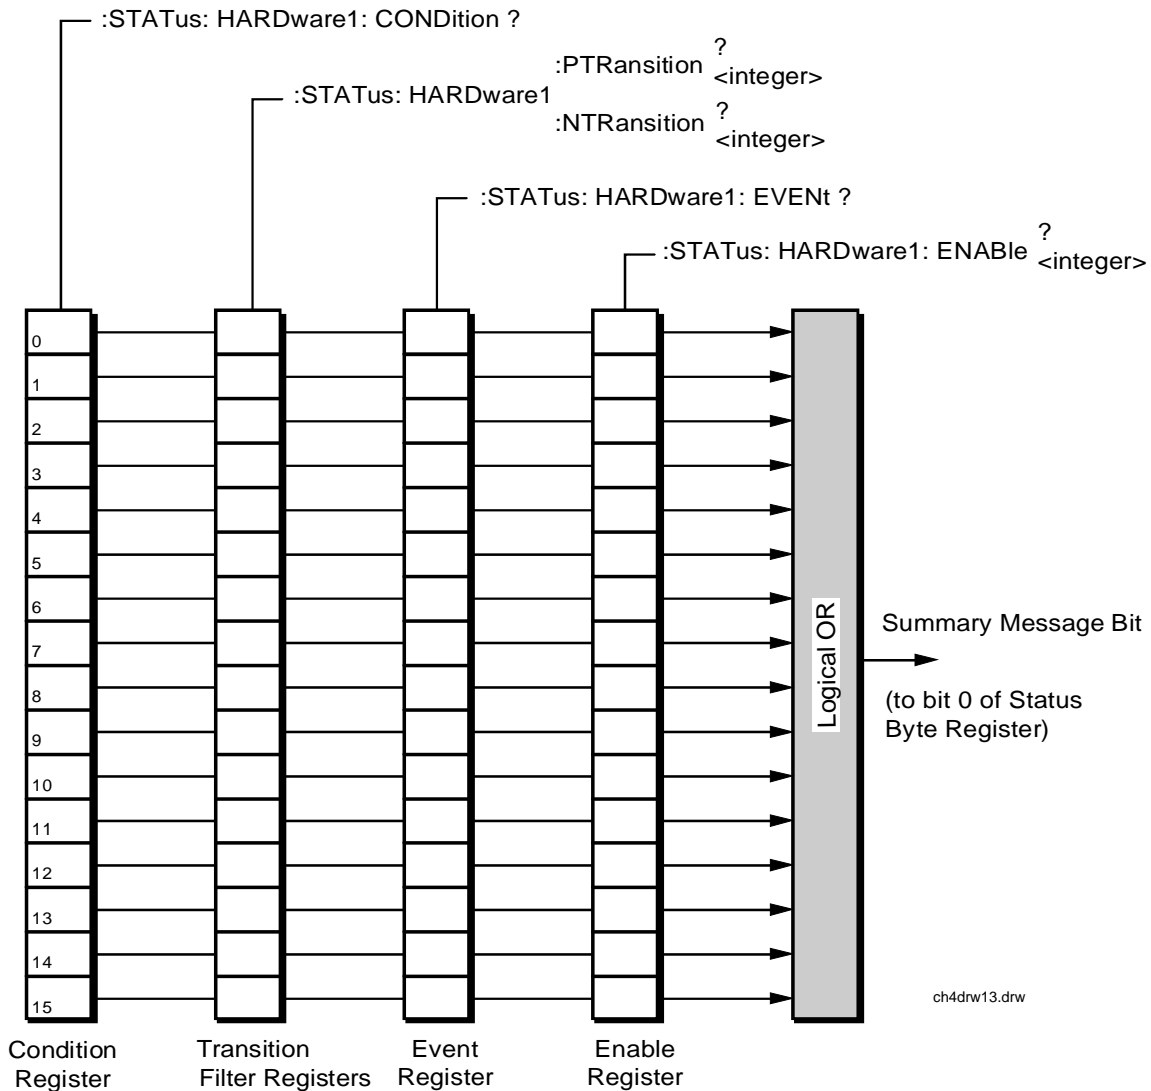 :STATus: HARDware1: CONDition ?
:STATus: HARDware1
:PTRansition ?
<integer>
:NTRansition ?
<integer>
:STATus: HARDware1: EVENt ?
:STATus: HARDware1: ENABle ?
<integer>
0
1
2
3
4
5
6
7
8
9
10
11
12
13
14
15
Logical OR
Summary Message Bit
(to bit 0 of Status
Byte Register)
ch4drw13.drw
Condition
Register
Transition
Filter Registers
Event
Register
Enable
Register